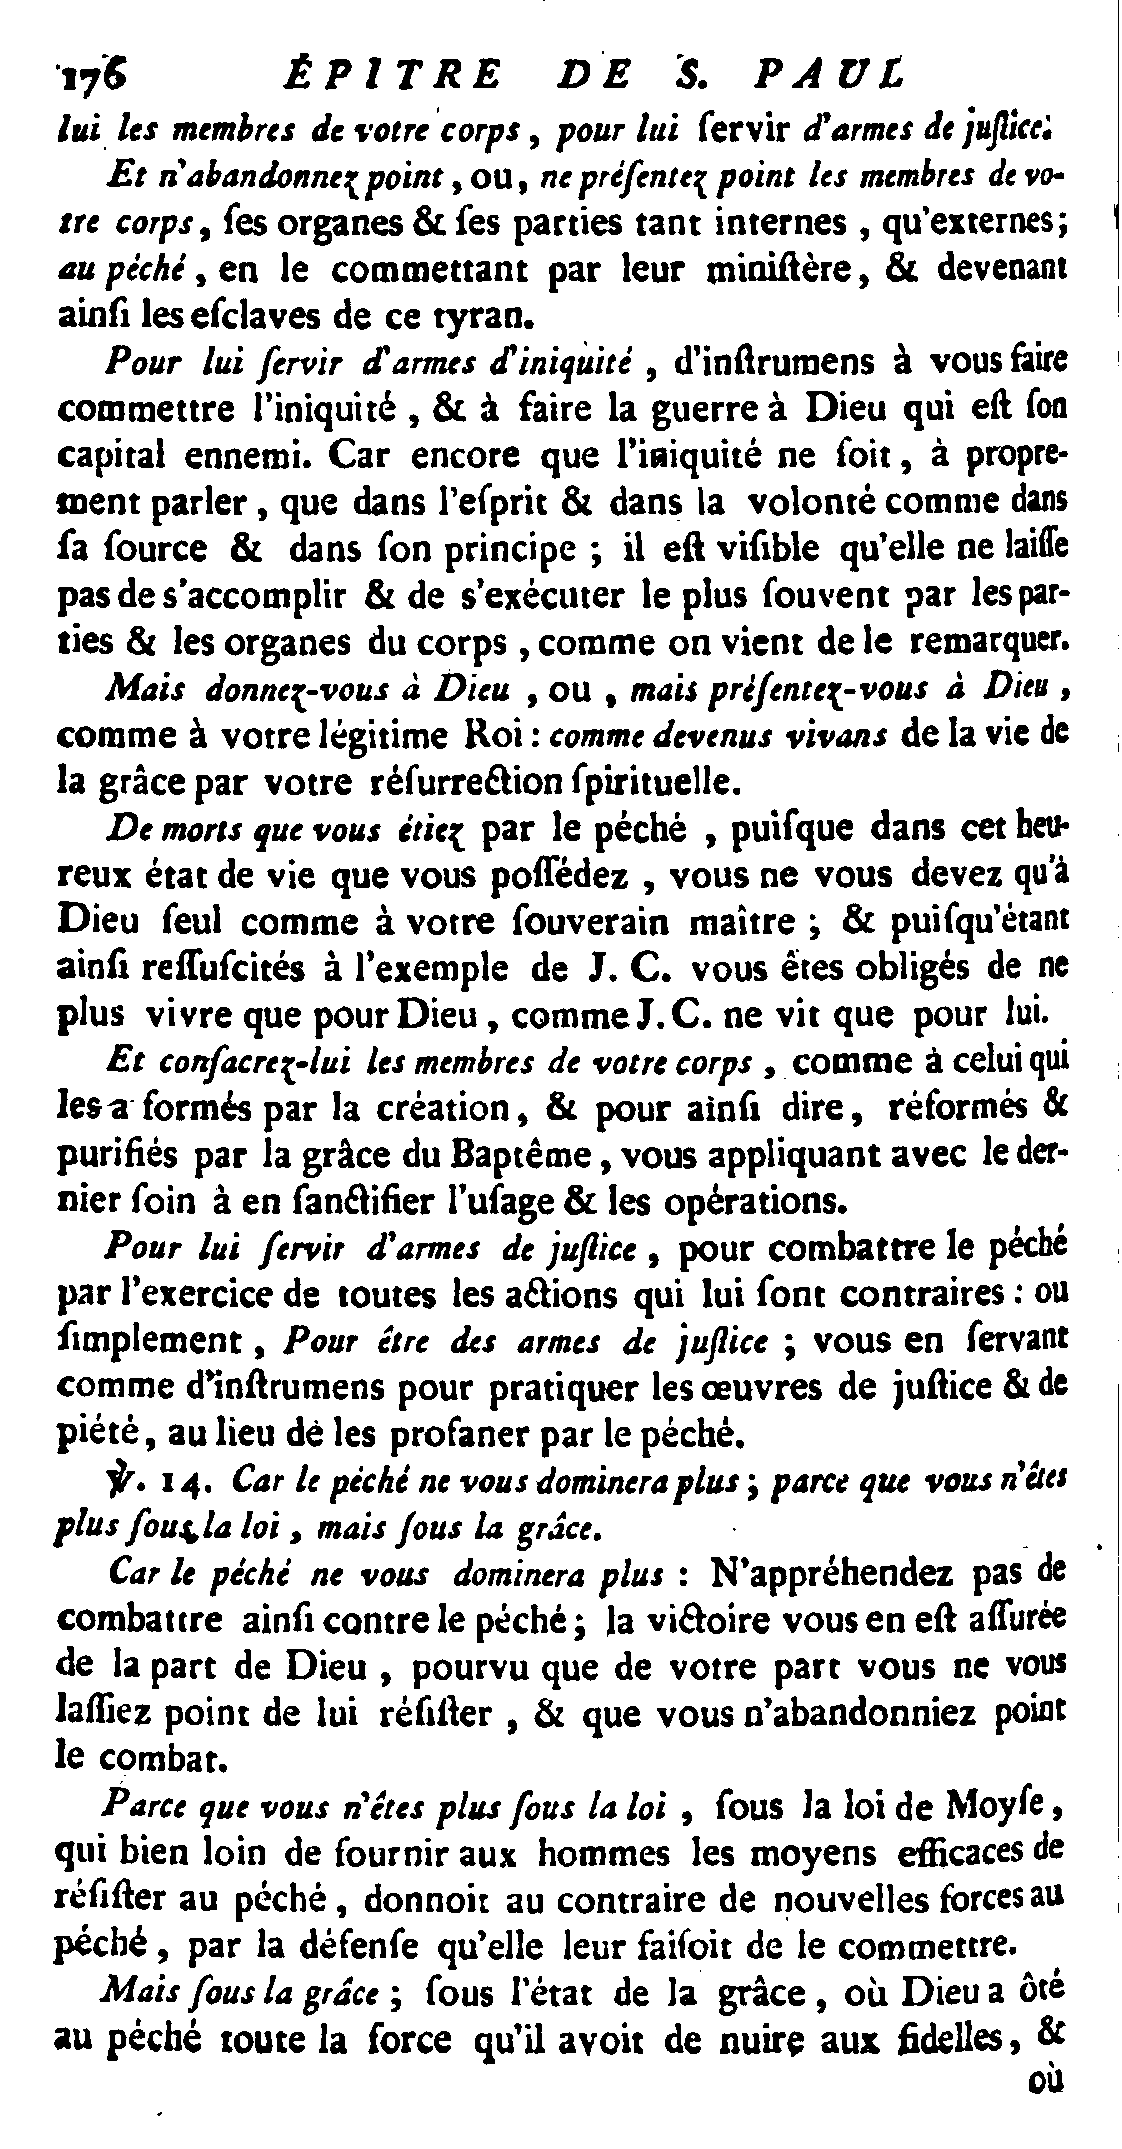 176 ÉPITRE DE S. PAUL
lui les membres de votre corps, pour lui ſervir d'armes de juſtice.
Et n'abandonnez point, ou, ne préſentez point les membres de vo-
tre corps, ſes organes & ſes parties tant internes, qu'externes;
au péché, en le commettant par leur miniſtère, & devenant
ainſi les eſclaves de ce tyran.
Pour lui ſervir d'armes d'iniquité, d'inſtrumens à vous faire
commettre l'iniquité, & à faire la guerre à Dieu qui eſt ſon
capital ennemi. Car encore que l'iniquité ne ſoit, à propre-
ment parler, que dans l'eſprit & dans la volonté comme dans
ſa ſource & dans ſon principe; il eſt viſible qu'elle ne laiſſe
pas de s'accomplir & de s'exécuter le plus ſouvent par les par-
ties & les organes du corps, comme on vient de le remarquer.
Mais donnez-vous à Dieu, ou, mais préſentez-vous à Dieu,
comme à votre légitime Roi: comme devenus vivans de la vie de
la grâce par votre réſurrection ſpirituelle.
De morts que vous étiez par le péché, puiſque dans cet heu-
reux état de vie que vous poſſédez, vous ne vous devez qu'à
Dieu ſeul comme à votre ſouverain maître; & puiſqu'étant
ainſi reſſuſcités à l'exemple de J. C. vous êtes obligés de ne
plus vivre que pour Dieu, comme J. C. ne vit que pour lui.
Et conſacrez-lui les membres de votre corps, comme à celui qui
les a formés par la création, & pour ainſi dire, réformés &
purifiés par la grâce du Baptême, vous appliquant avec le der-
nier ſoin à en ſanctifier l'uſage & les opérations.
Pour lui ſervir d'armes de juſtice, pour combattre le péché
par l'exercice de toutes les actions qui lui ſont contraires: ou
ſimplement, Pour être des armes de juſtice; vous en ſervant
comme d'inſtrumens pour pratiquer les œuvres de juſtice & de
piété, au lieu de les profaner par le péché.
℣. 14. Car le péché ne vous dominera plus; parce que vous n'êtes
plus ſous la loi, mais ſous la grâce.
Car le péché ne vous dominera plus: N'appréhendez pas de
combattre ainſi contre le péché; la victoire vous en eſt aſſurée
de la part de Dieu, pourvu que de votre part vous ne vous
laſſiez point de lui réſiſter, & que vous n'abandonniez point
le combat.
Parce que vous n'êtes plus ſous la loi, ſous la loi de Moyſe,
qui bien loin de fournir aux hommes les moyens efficaces de
réſiſter au péché, donnoit au contraire de nouvelles forces au
péché, par la défenſe qu'elle leur faiſoit de le commettre.
Mais ſous la grâce; ſous l'état de la grâce, où Dieu a ôté
au péché toute la force qu'il avoit de nuire aux fidelles, &
où